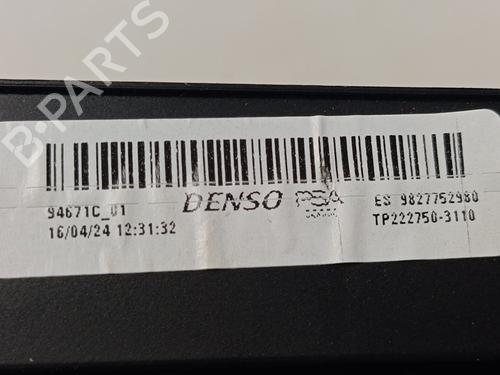 B-PARTS
94671C_01
16/04/24 12:31:32
DENSO
PSA
ES 9827752980
TP222750-3110